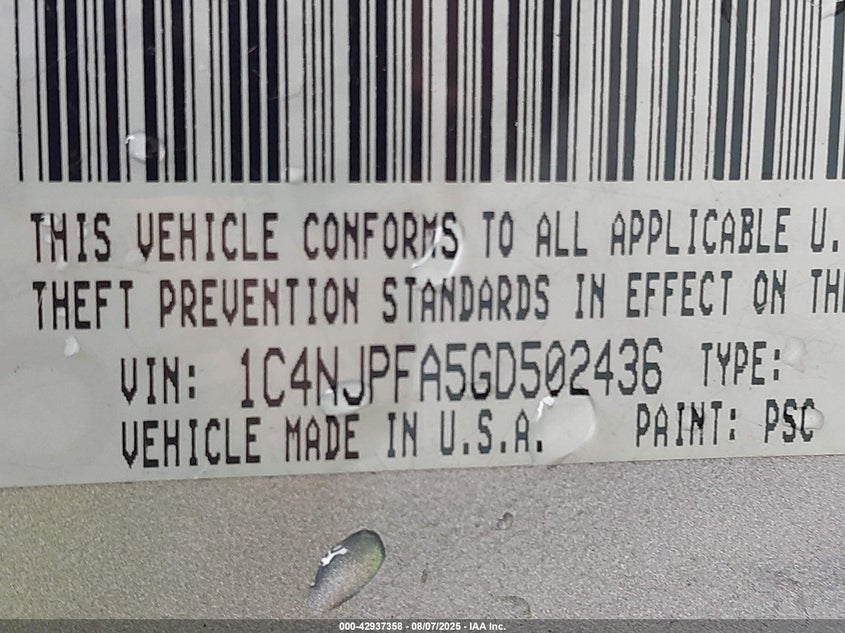 THIS VEHICLE CONFORMS TO ALL APPLICABLE U.
THEFT PREVENTION STANDARDS IN EFFECT ON TH
VIN: 1C4NJPFA5GD502436 TYPE:
VEHICLE MADE IN U.S.A. PAINT: PSC
000-42937358 - 08/07/2025 - IAA Inc.